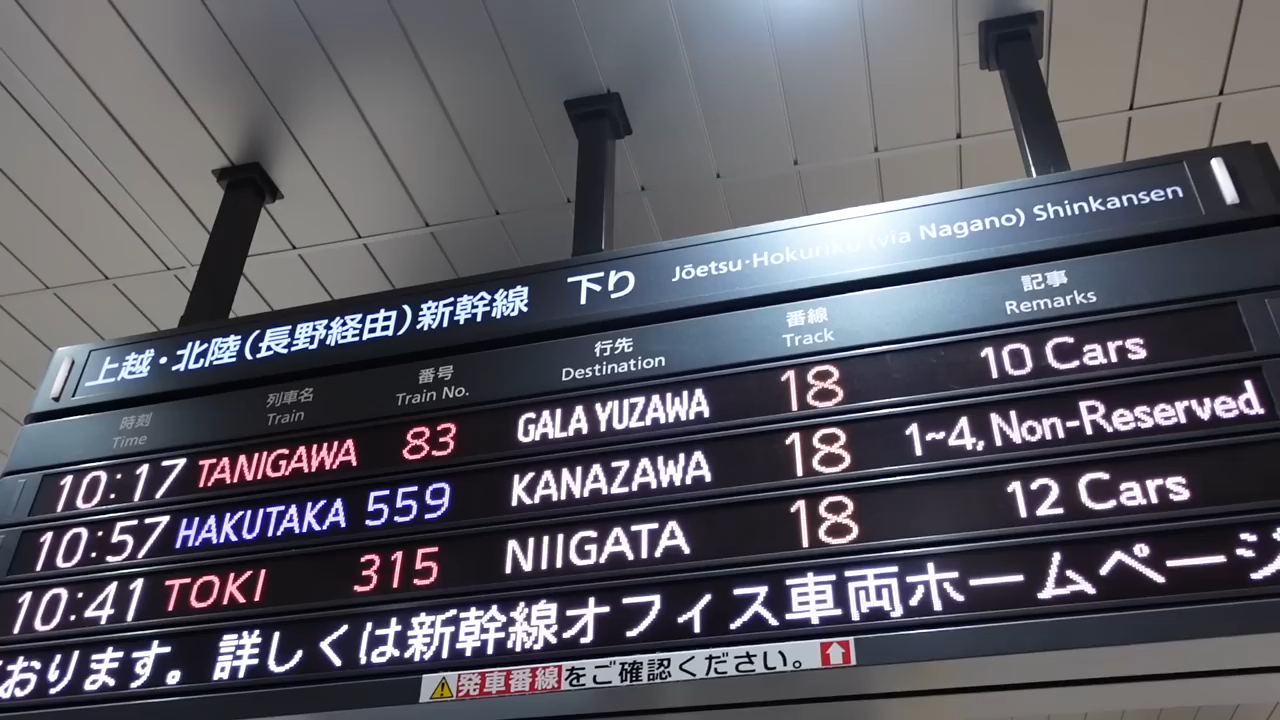 上越・北陸(長野経由)新幹線 下り Jōetsu·Hokuriku (via Nagano) Shinkansen
時刻 列車名 番号 行先 番線 記事
Time Train Train No. Destination Track Remarks
10:17 TANIGAWA 83 GALA YUZAWA 18 10 Cars
10:57 HAKUTAKA 559 KANAZAWA 18 1~4, Non-Reserved
10:41 TOKI 315 NIIGATA 18 12 Cars
ております。詳しくは新幹線オフィス車両ホームページ
発車番線をご確認ください。